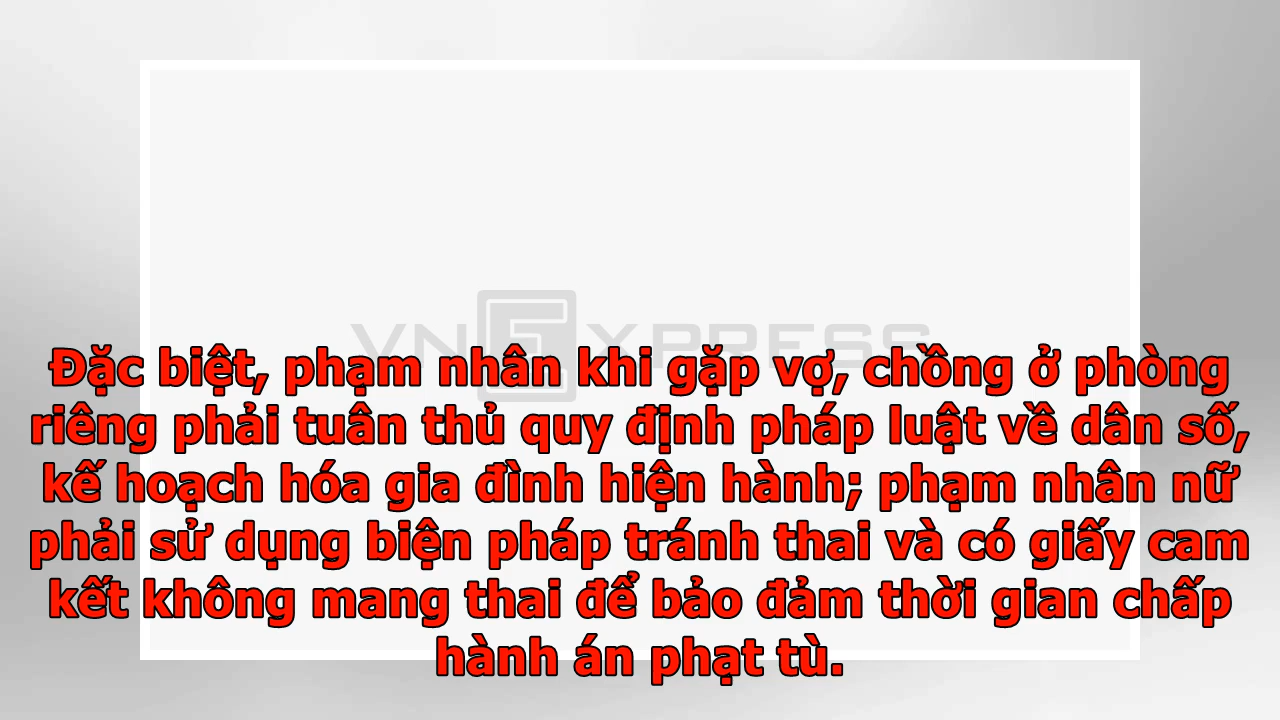 VNEXPRESS
Đặc biệt, phạm nhân khi gặp vợ, chồng ở phòng
riêng phải tuân thủ quy định pháp luật về dân số,
kế hoạch hóa gia đình hiện hành; phạm nhân nữ
phải sử dụng biện pháp tránh thai và có giấy cam
kết không mang thai để bảo đảm thời gian chấp
hành án phạt tù.